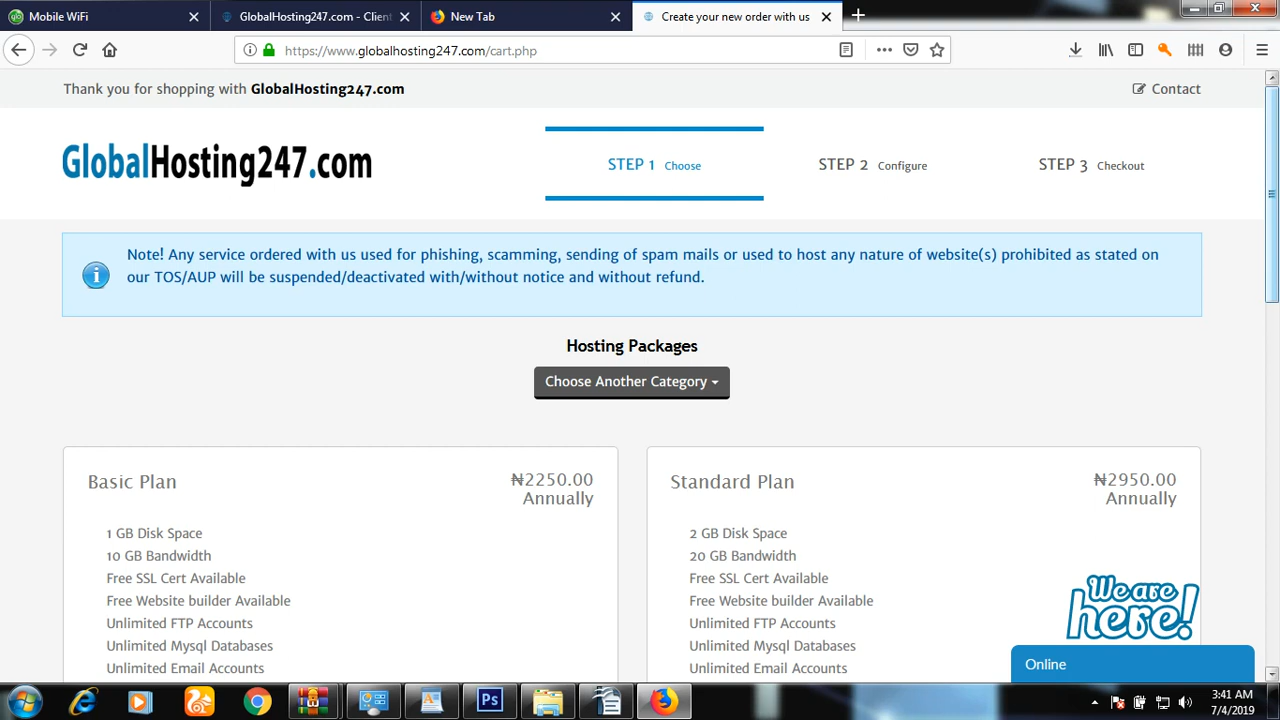 Mobile WiFi
GlobalHosting247.com - Client
New Tab
Create your new order with us
https://www.globalhosting247.com/cart.php
Thank you for shopping with GlobalHosting247.com
Contact
GlobalHosting247.com
STEP 1 Choose
STEP 2 Configure
STEP 3 Checkout
Note! Any service ordered with us used for phishing, scamming, sending of spam mails or used to host any nature of website(s) prohibited as stated on
our TOS/AUP will be suspended/deactivated with/without notice and without refund.
Hosting Packages
Choose Another Category
Basic Plan
₦2250.00
Annually
1 GB Disk Space
10 GB Bandwidth
Free SSL Cert Available
Free Website builder Available
Unlimited FTP Accounts
Unlimited Mysql Databases
Unlimited Email Accounts
Standard Plan
₦2950.00
Annually
2 GB Disk Space
20 GB Bandwidth
Free SSL Cert Available
Free Website builder Available
Unlimited FTP Accounts
Unlimited Mysql Databases
Unlimited Email Accounts
We are
here!
Online
Ps
3:41 AM
7/4/2019